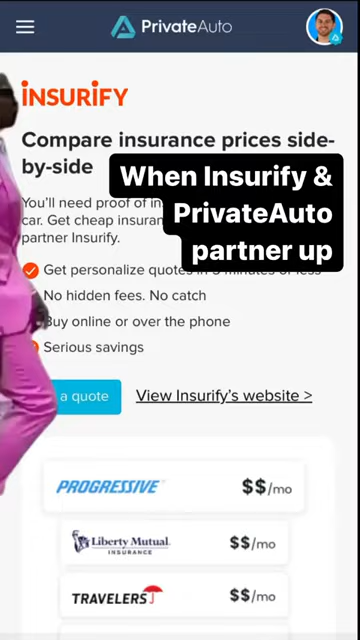 PrivateAuto
INSURIFY
Compare insurance prices side-
by-side
When Insurify &
PrivateAuto
partner up
You'll need proof of
car. Get cheap
partner Insurify.
Get personalize quotes in 5 minutes or less
No hidden fees. No catch
Buy online or over the phone
Serious savings
a quote
View Insurify's website >
PROGRESSIVE
$$/mo
Liberty Mutual.
INSURANCE
$$/mo
TRAVELERS
$$/mo